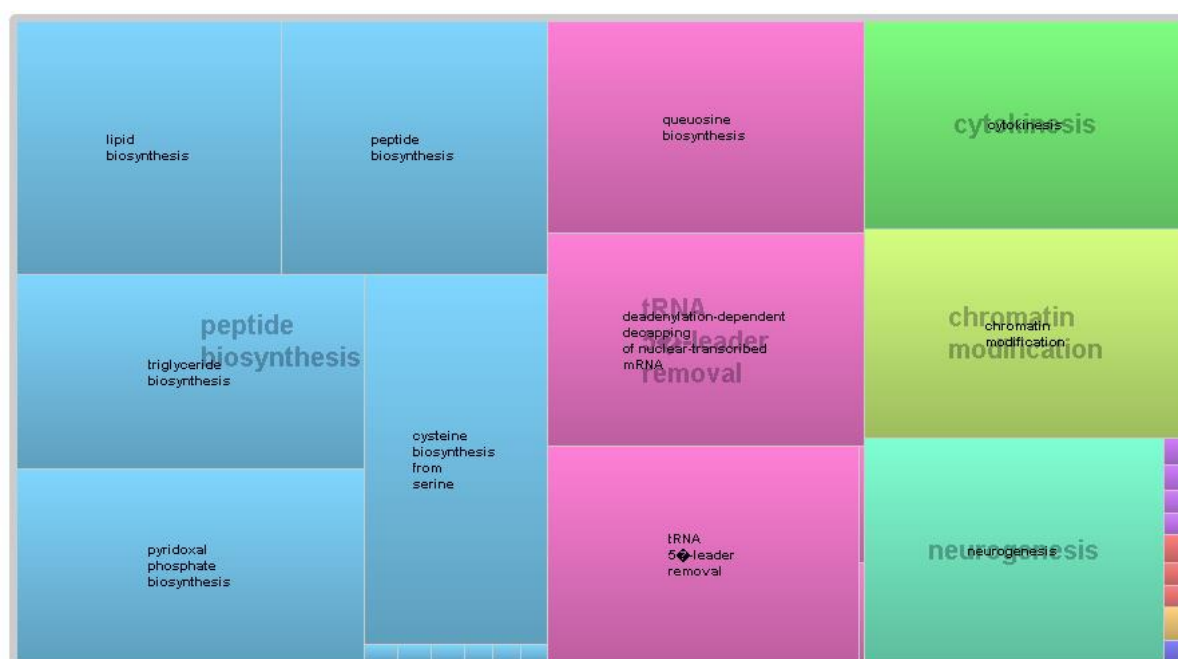 lipid
biosynthesis
peptide
biosynthesis
queuosine
biosynthesis
cytokinesis
cytokinesis
triglyceride
biosynthesis
peptide
biosynthesis
cysteine
biosynthesis
from
serine
pyridoxal
phosphate
biosynthesis
deadenylation-dependent
decapping
of nuclear-transcribed
mRNA
tRNA
5�-leader
removal
tRNA
5�-leader
removal
chromatin
modification
chromatin
modification
neurogenesis
neurogenesis